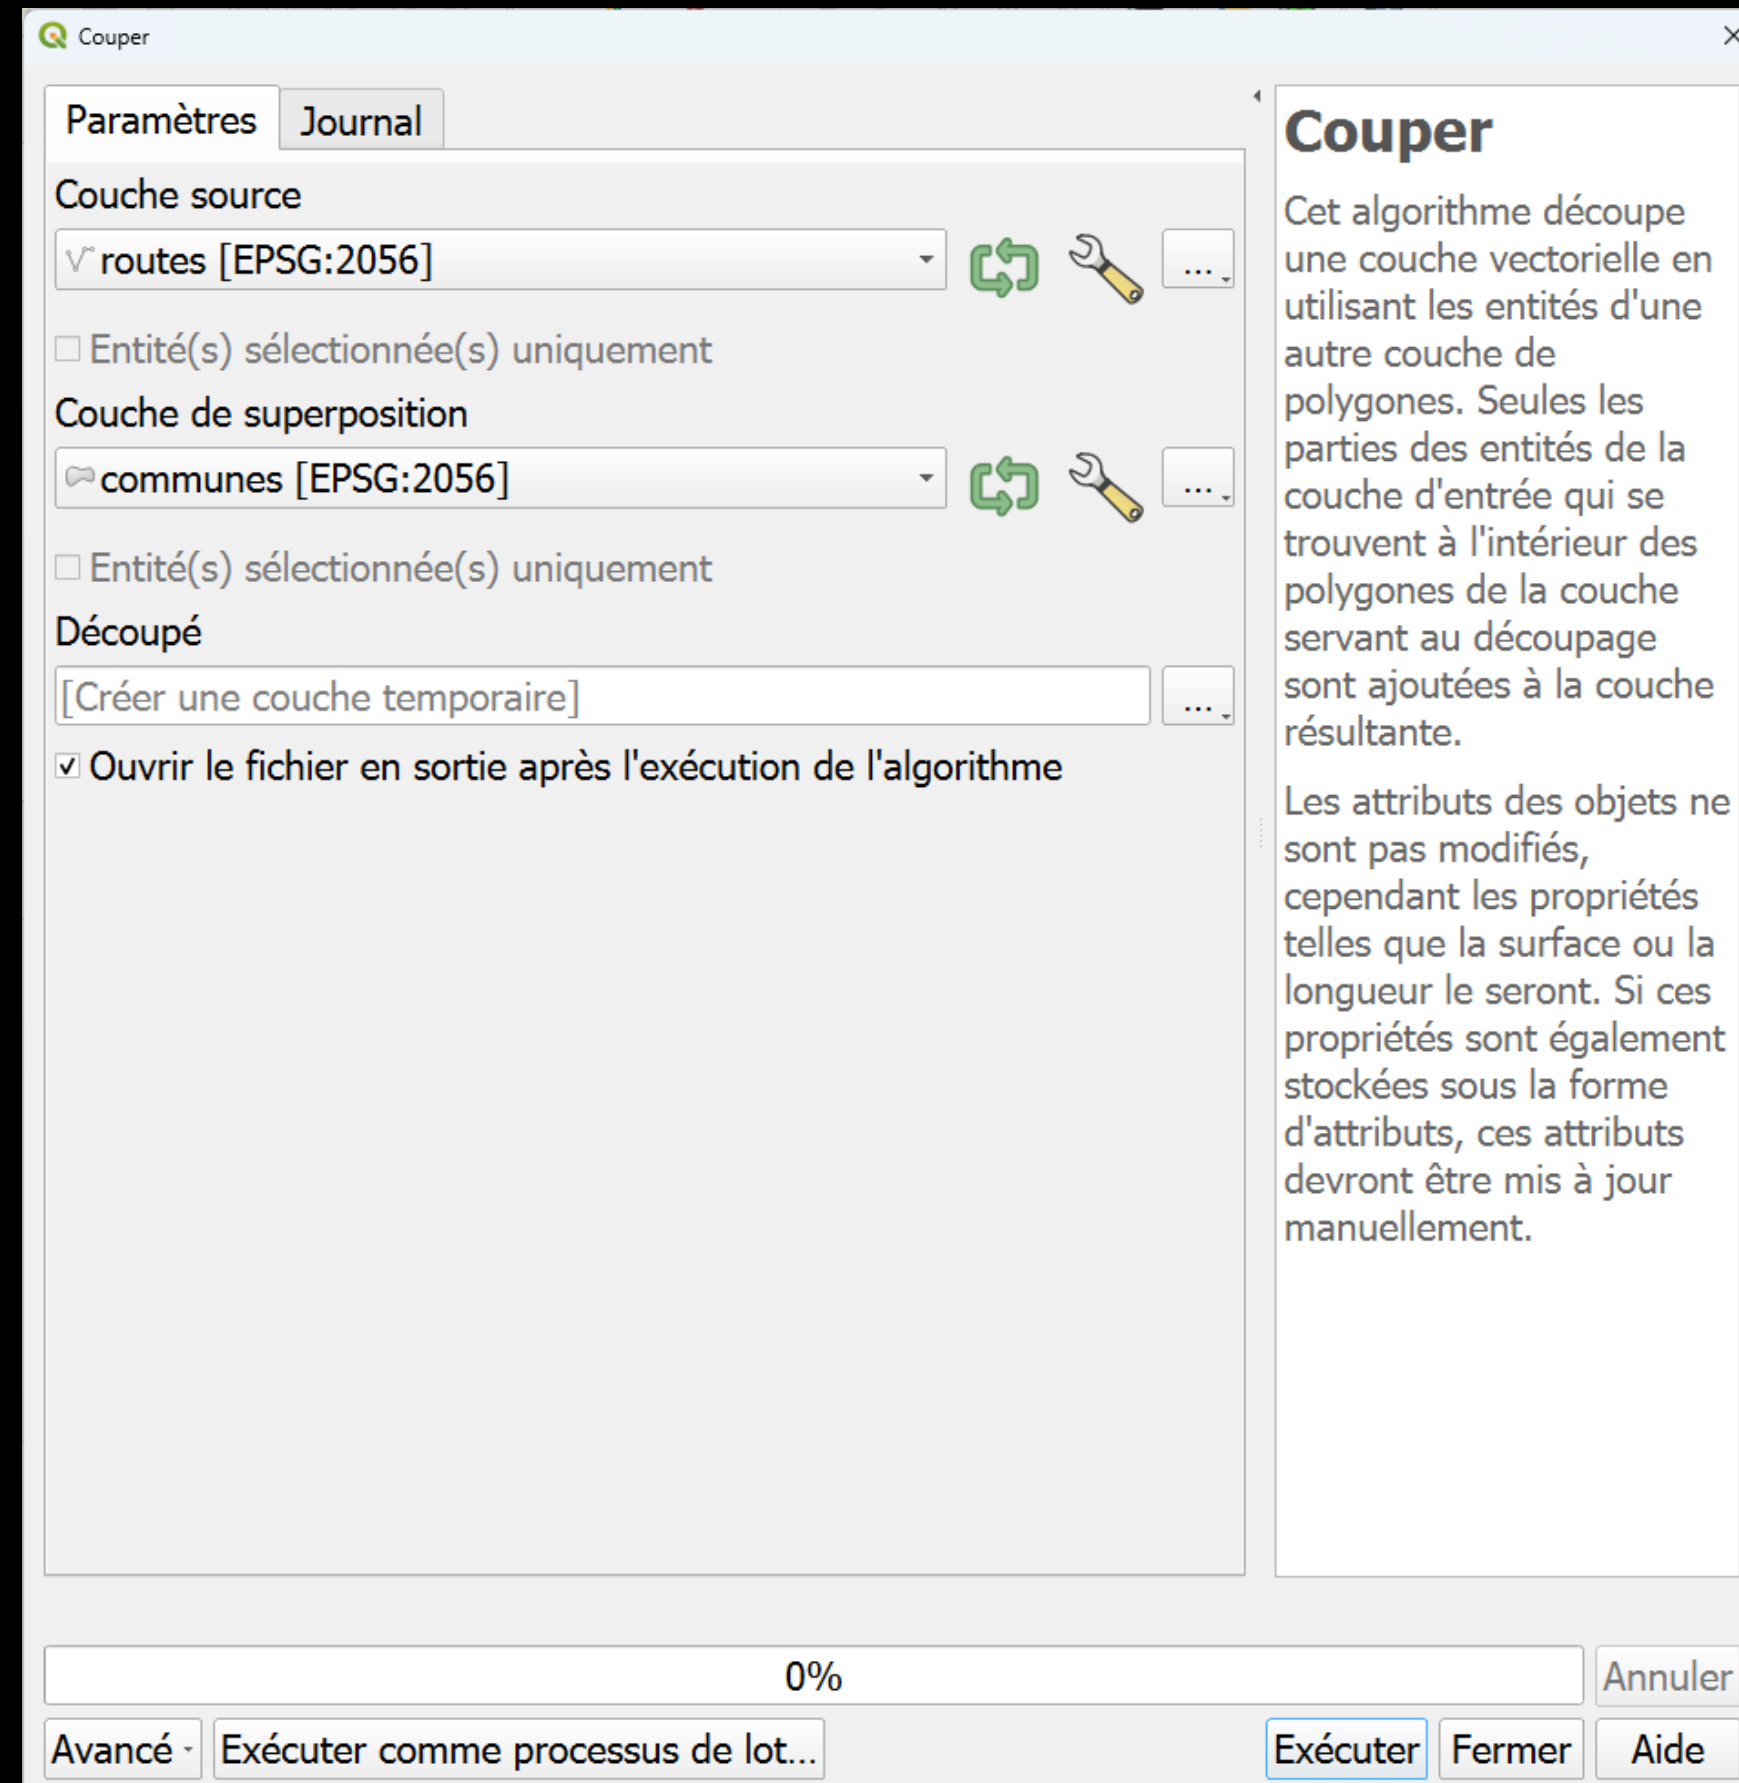 Couper
Paramètres
Journal
Couche source
routes [EPSG:2056]
...
Entité(s) sélectionnée(s) uniquement
Couche de superposition
communes [EPSG:2056]
...
Entité(s) sélectionnée(s) uniquement
Découpé
[Créer une couche temporaire]
...
Ouvrir le fichier en sortie après l'exécution de l'algorithme
Couper
Cet algorithme découpe
une couche vectorielle en
utilisant les entités d'une
autre couche de
polygones. Seules les
parties des entités de la
couche d'entrée qui se
trouvent à l'intérieur des
polygones de la couche
servant au découpage
sont ajoutées à la couche
résultante.
Les attributs des objets ne
sont pas modifiés,
cependant les propriétés
telles que la surface ou la
longueur le seront. Si ces
propriétés sont également
stockées sous la forme
d'attributs, ces attributs
devront être mis à jour
manuellement.
0%
Annuler
Avancé
Exécuter comme processus de lot...
Exécuter
Fermer
Aide